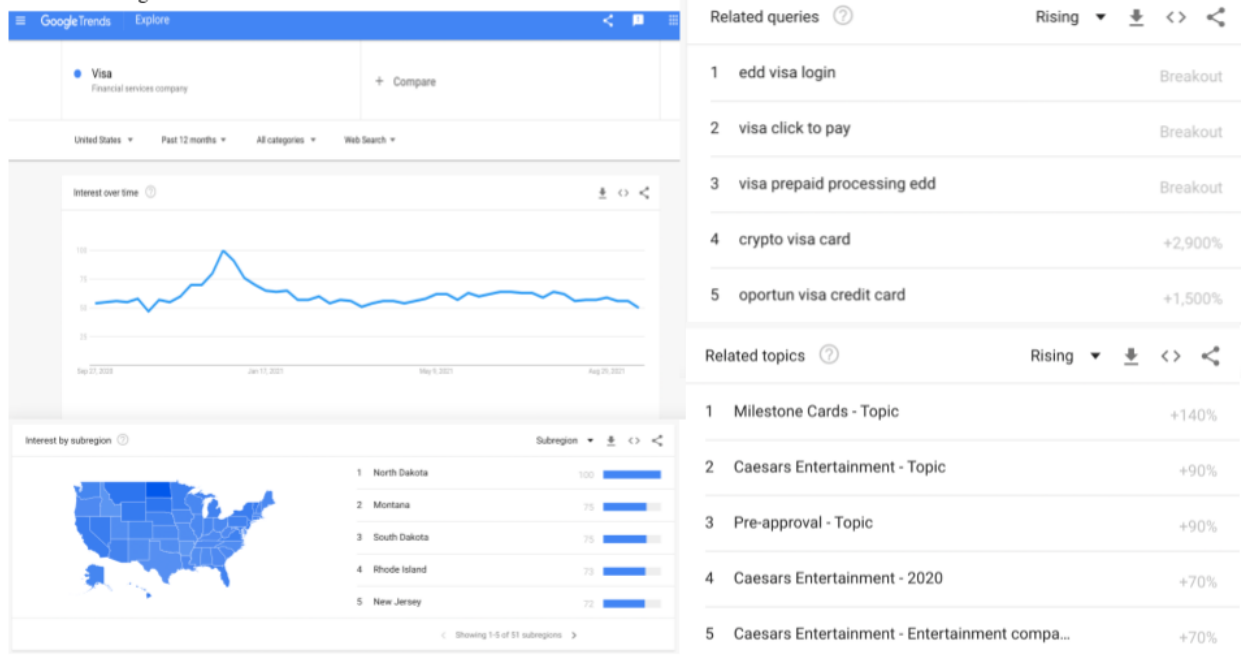 Google Trends Explore
Visa
Financial services company
+ Compare
United States Past 12 months All categories Web Search
Interest over time
100
75
50
25
Sep 27, 2020 Jan 17, 2021 May 9, 2021 Aug 29, 2021
Interest by subregion Subregion
1 North Dakota 100
2 Montana 75
3 South Dakota 75
4 Rhode Island 73
5 New Jersey 72
Showing 1-5 of 51 subregions
Related queries Rising
1 edd visa login Breakout
2 visa click to pay Breakout
3 visa prepaid processing edd Breakout
4 crypto visa card +2,900%
5 oportun visa credit card +1,500%
Related topics Rising
1 Milestone Cards - Topic +140%
2 Caesars Entertainment - Topic +90%
3 Pre-approval - Topic +90%
4 Caesars Entertainment - 2020 +70%
5 Caesars Entertainment - Entertainment compa... +70%